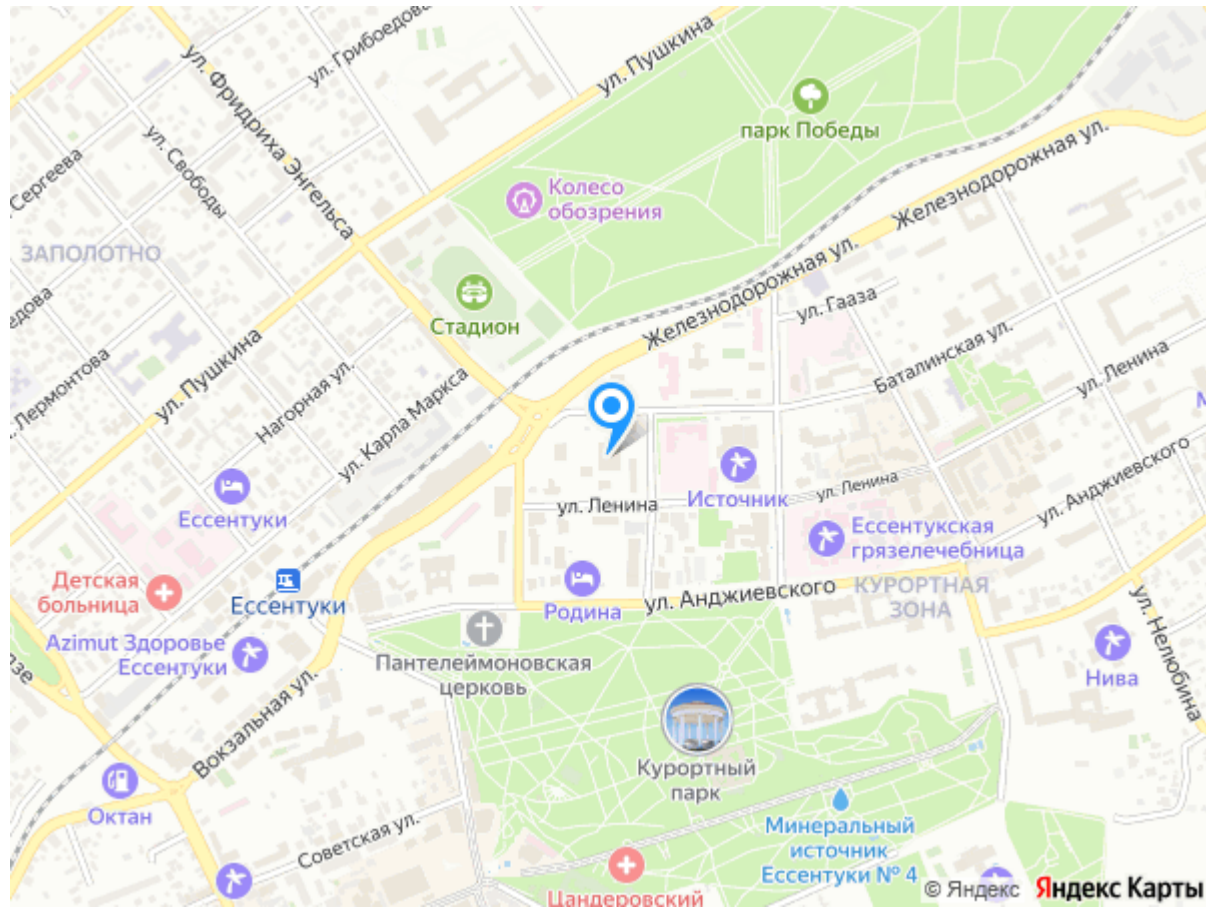 ул. Грибоедова
ул. Пушкина
ул. Фридриха Энгельса
парк Победы
Железнодорожная ул.
ул. Свободы
Сергеева
Колесо
обозрения
ЗАПОЛОТНО
Железнодорожная ул.
Стадион
ул. Гааза
едова
Лермонтова
ул. Пушкина
Нагорная ул.
ул. Карла Маркса
Баталинская ул.
ул. Ленина
Ессентуки
ул. Ленина
Источник
ул. Ленина
ул. Анджиевского
Ессентукская
грязелечебница
Детская
больница
Ессентуки
Родина
ул. Анджиевского
КУРОРТНАЯ
ЗОНА
Azimut Здоровье
Ессентуки
Пантелеймоновская
церковь
Нива
ул. Нелюбина
зе
Вокзальная ул.
Курортный
парк
Октан
Советская ул.
Минеральный
источник
Ессентуки № 4
Цандеровский
© Яндекс Яндекс Карты